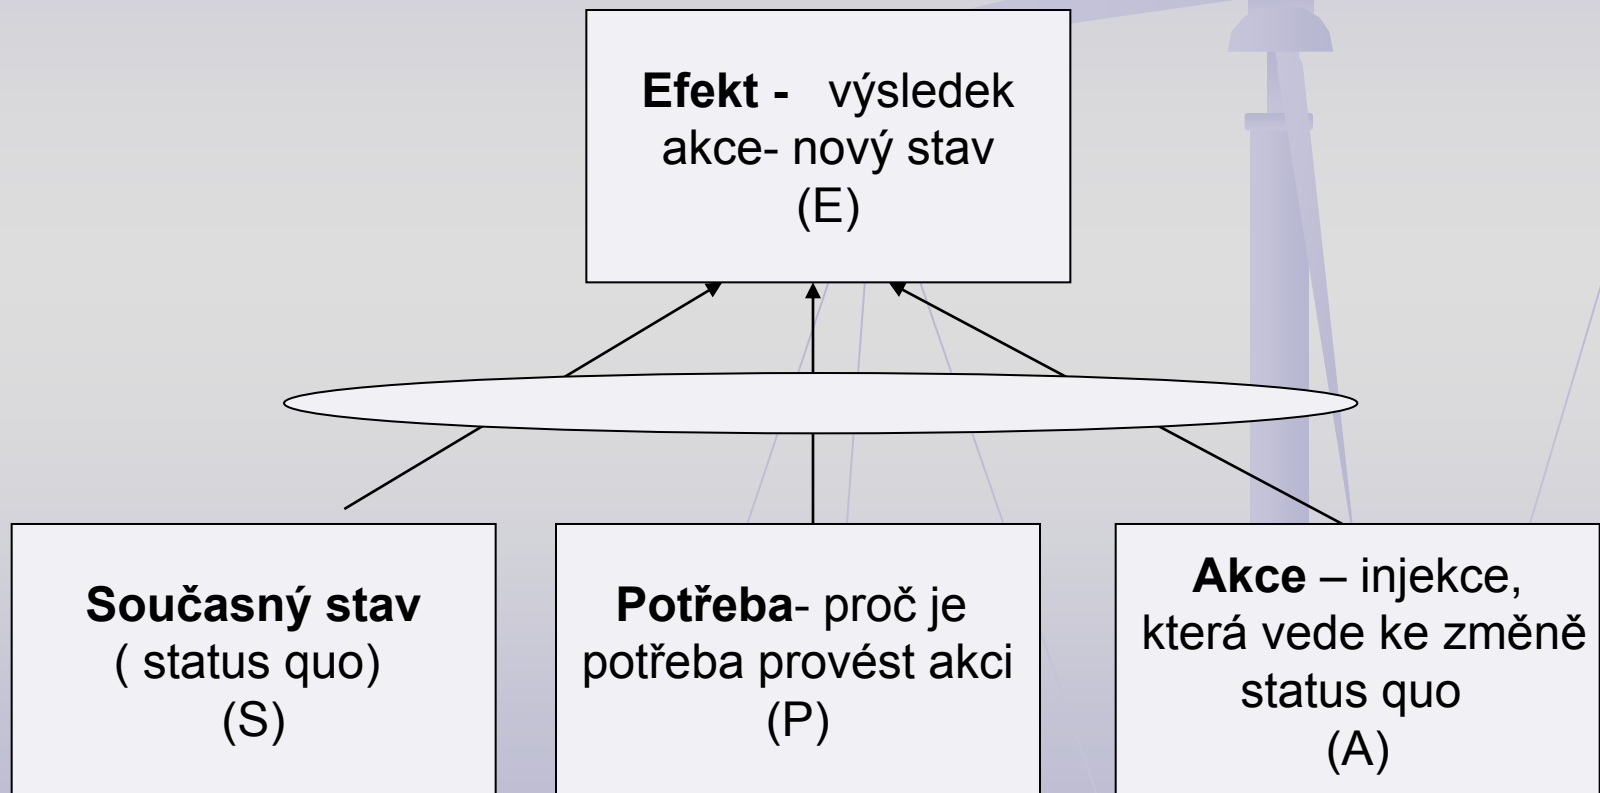 Efekt - výsledek
akce- nový stav
(E)
Současný stav
( status quo)
(S)
Potřeba- proč je
potřeba provést akci
(P)
Akce – injekce,
která vede ke změně
status quo
(A)